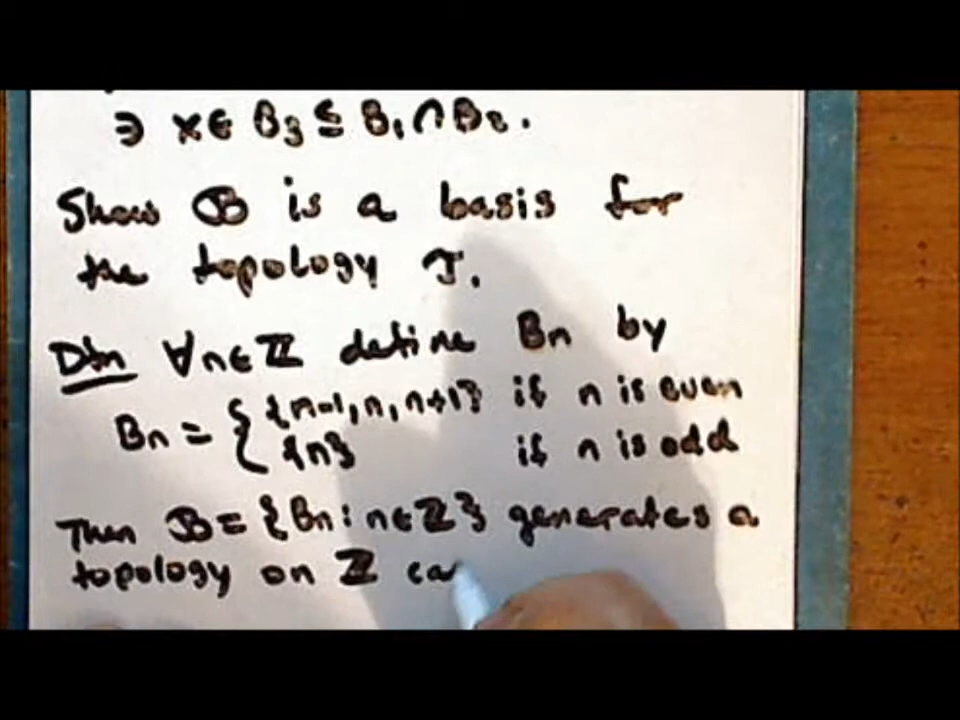 ∋ x ∈ B₃ ⊆ B₁ ∩ B₂.
Show 𝓑 is a basis for
the topology 𝒯.
Dfn ∀n∈ℤ define Bn by
Bn = { {n-1, n, n+1} if n is even
{n} if n is odd
Then 𝓑 = {Bn : n∈ℤ} generates a
topology on ℤ ca